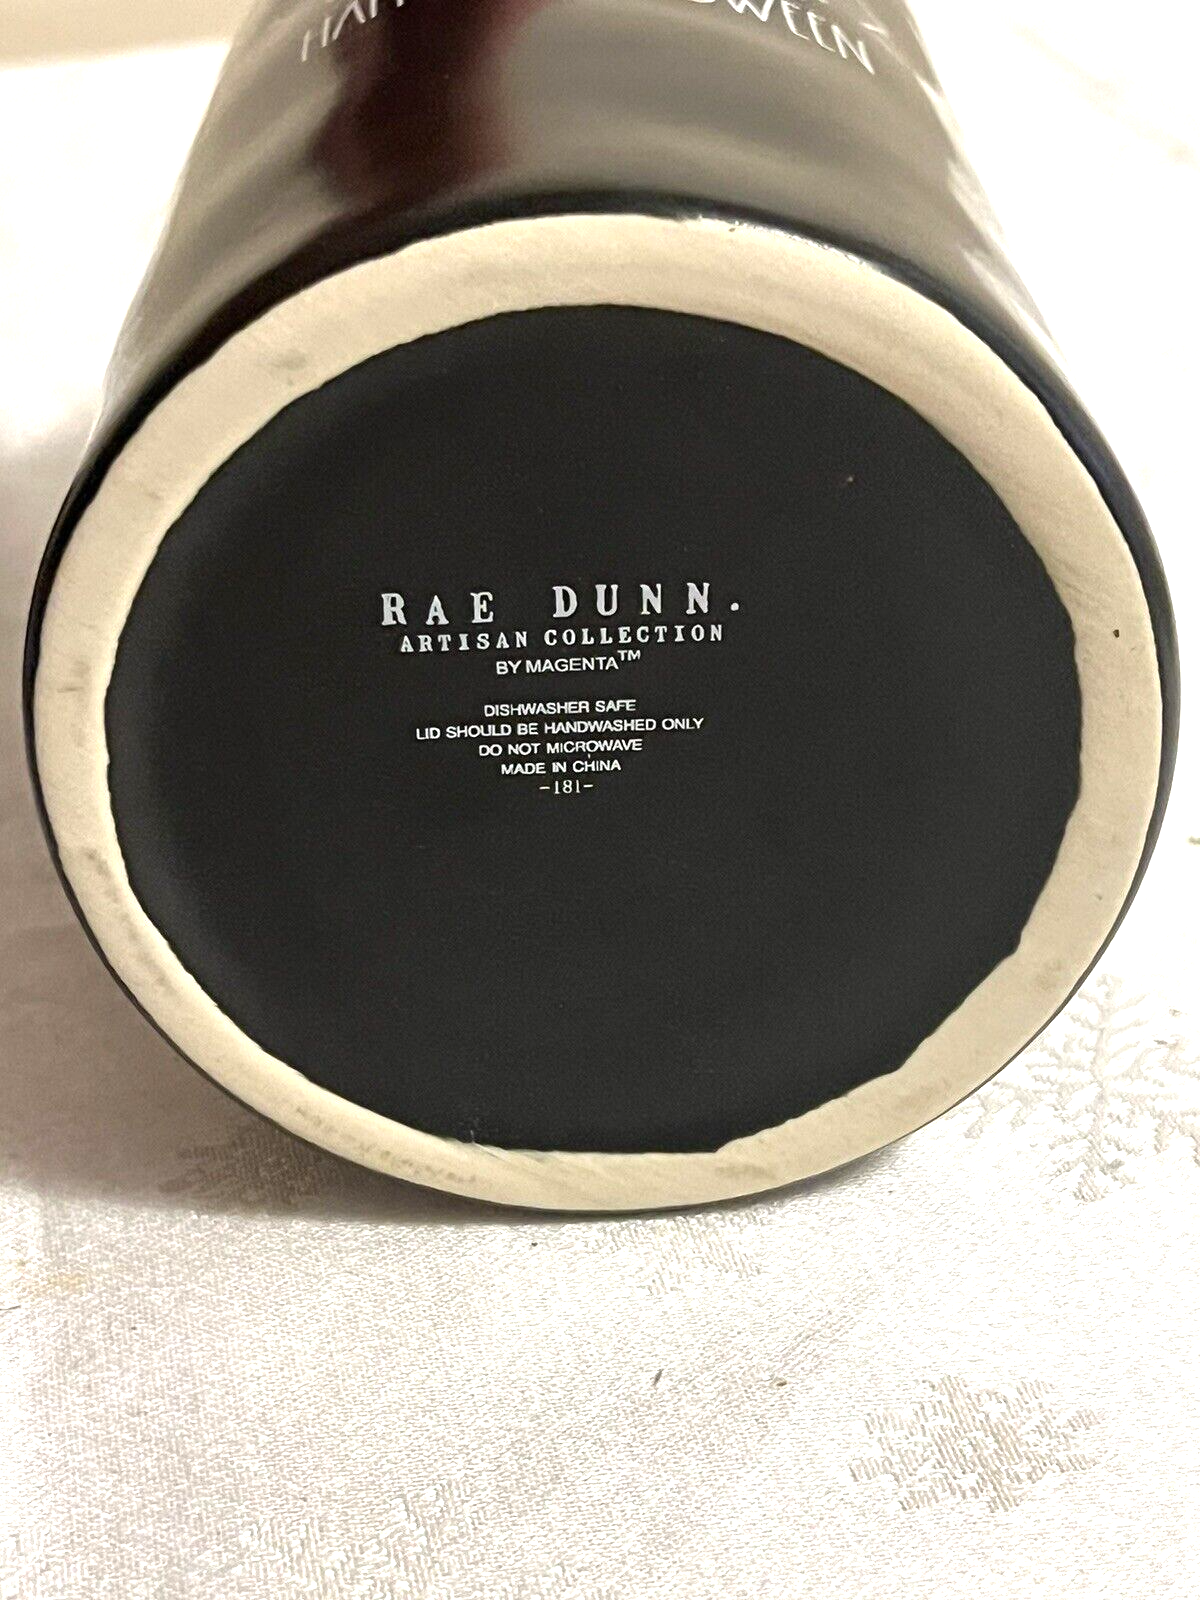 RAE DUNN.
ARTISAN COLLECTION
BY MAGENTA™
DISHWASHER SAFE
LID SHOULD BE HANDWASHED ONLY
DO NOT MICROWAVE
MADE IN CHINA
-181-